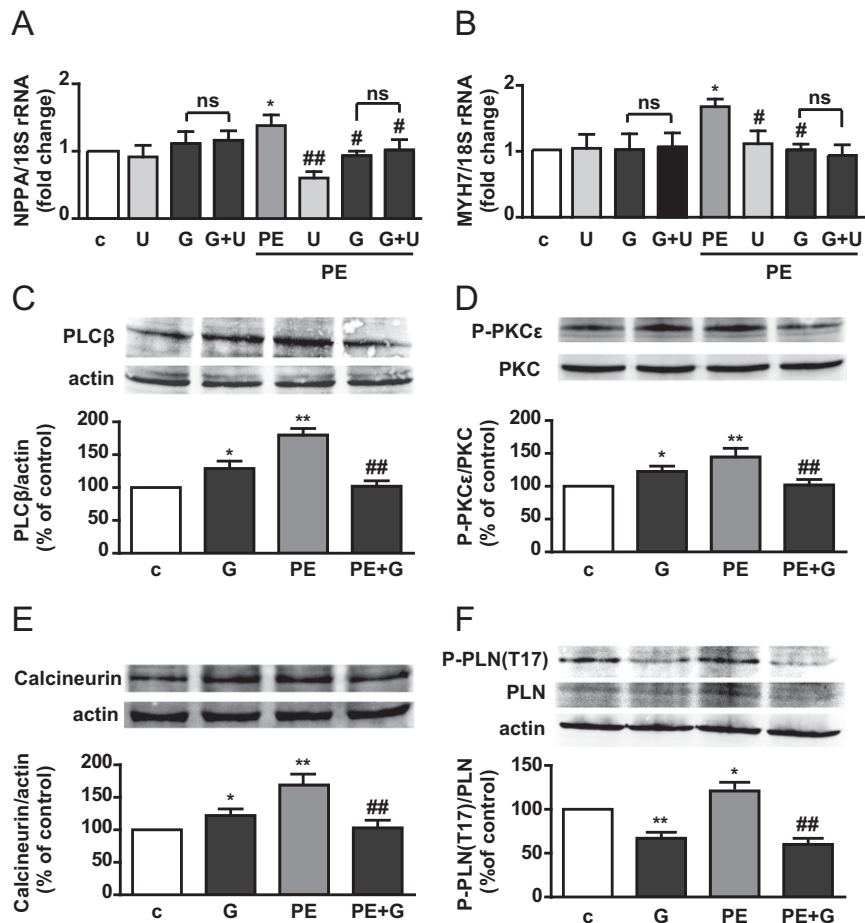 A
NPPA/18S rRNA
(fold change)
2
1
0
ns
*
##
#
ns
#
c U G G+U PE U G G+U
PE
B
MYH7/18S rRNA
(fold change)
2
1
0
ns
*
#
#
ns
c U G G+U PE U G G+U
PE
C
PLCβ
actin
PLCβ/actin
(% of control)
200
150
100
50
0
*
**
##
c G PE PE+G
D
P-PKCε
PKC
P-PKCε/PKC
(% of control)
200
150
100
50
0
*
**
##
c G PE PE+G
E
Calcineurin
actin
Calcineurin/actin
(% of control)
200
150
100
50
0
*
**
##
c G PE PE+G
F
P-PLN(T17)
PLN
actin
P-PLN(T17)/PLN
(%of control)
150
100
50
0
**
*
##
c G PE PE+G